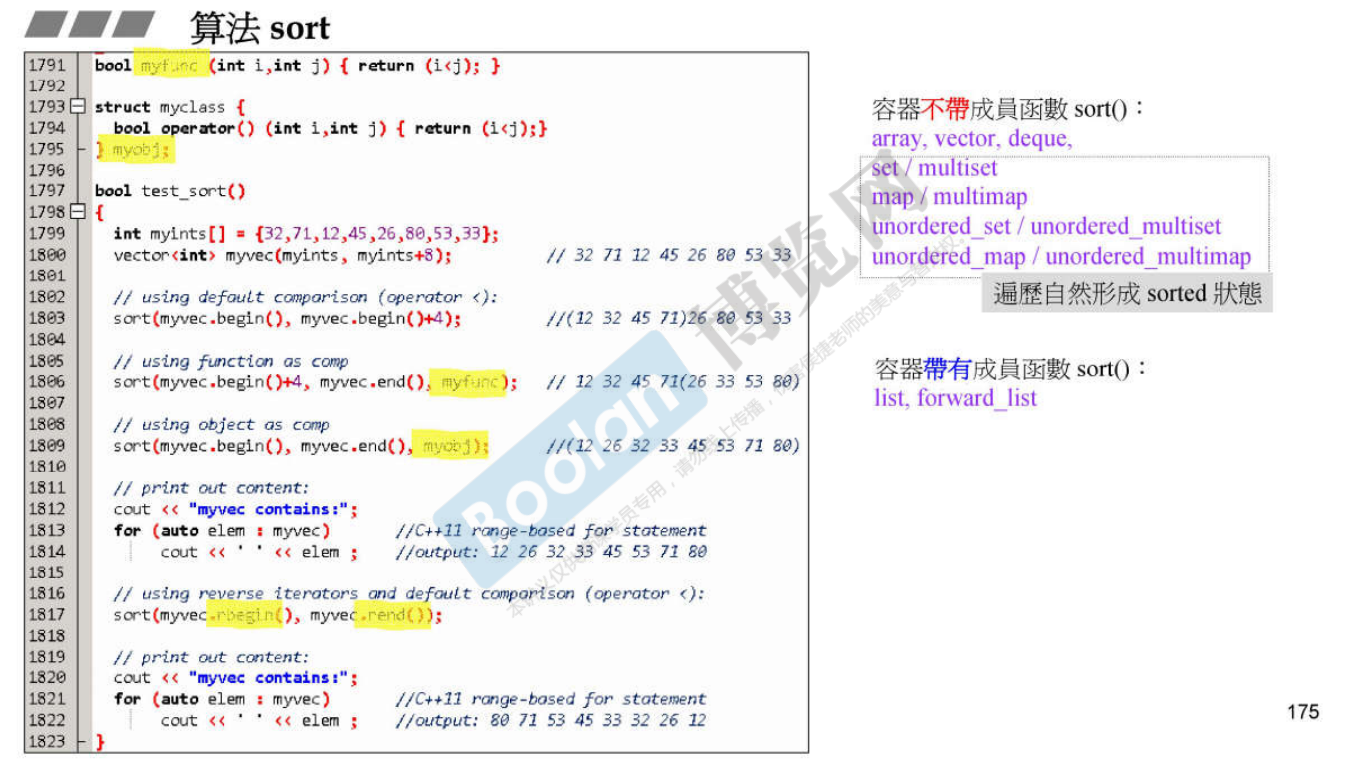 算法 sort
1791 bool myfunc (int i,int j) { return (i<j); }
1792
1793 struct myclass {
1794 bool operator() (int i,int j) { return (i<j);}
1795 } myobj;
1796
1797 bool test_sort()
1798 {
1799 int myints[] = {32,71,12,45,26,80,53,33};
1800 vector<int> myvec(myints, myints+8); // 32 71 12 45 26 80 53 33
1801
1802 // using default comparison (operator <):
1803 sort(myvec.begin(), myvec.begin()+4); //(12 32 45 71)26 80 53 33
1804
1805 // using function as comp
1806 sort(myvec.begin()+4, myvec.end(), myfunc); // 12 32 45 71(26 33 53 80)
1807
1808 // using object as comp
1809 sort(myvec.begin(), myvec.end(), myobj); //(12 26 32 33 45 53 71 80)
1810
1811 // print out content:
1812 cout << "myvec contains:";
1813 for (auto elem : myvec) //C++11 range-based for statement
1814 cout << ' ' << elem ; //output: 12 26 32 33 45 53 71 80
1815
1816 // using reverse iterators and default comparison (operator <):
1817 sort(myvec.rbegin(), myvec.rend());
1818
1819 // print out content:
1820 cout << "myvec contains:";
1821 for (auto elem : myvec) //C++11 range-based for statement
1822 cout << ' ' << elem ; //output: 80 71 53 45 33 32 26 12
1823 }
容器不帶成員函數 sort()：
array, vector, deque,
set / multiset
map / multimap
unordered_set / unordered_multiset
unordered_map / unordered_multimap
遍歷自然形成 sorted 狀態
容器帶有成員函數 sort()：
list, forward_list
Boolan 博览网
175